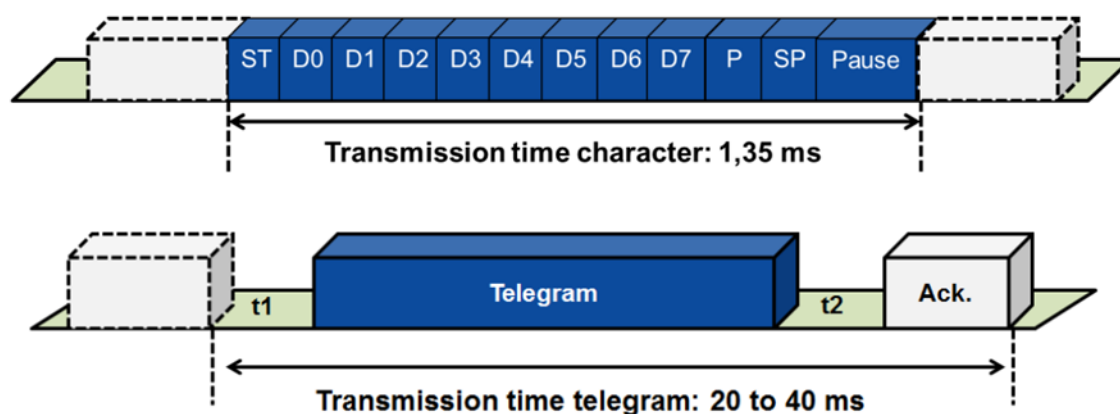 ST D0 D1 D2 D3 D4 D5 D6 D7 P SP Pause
Transmission time character: 1,35 ms
t1 Telegram t2 Ack.
Transmission time telegram: 20 to 40 ms